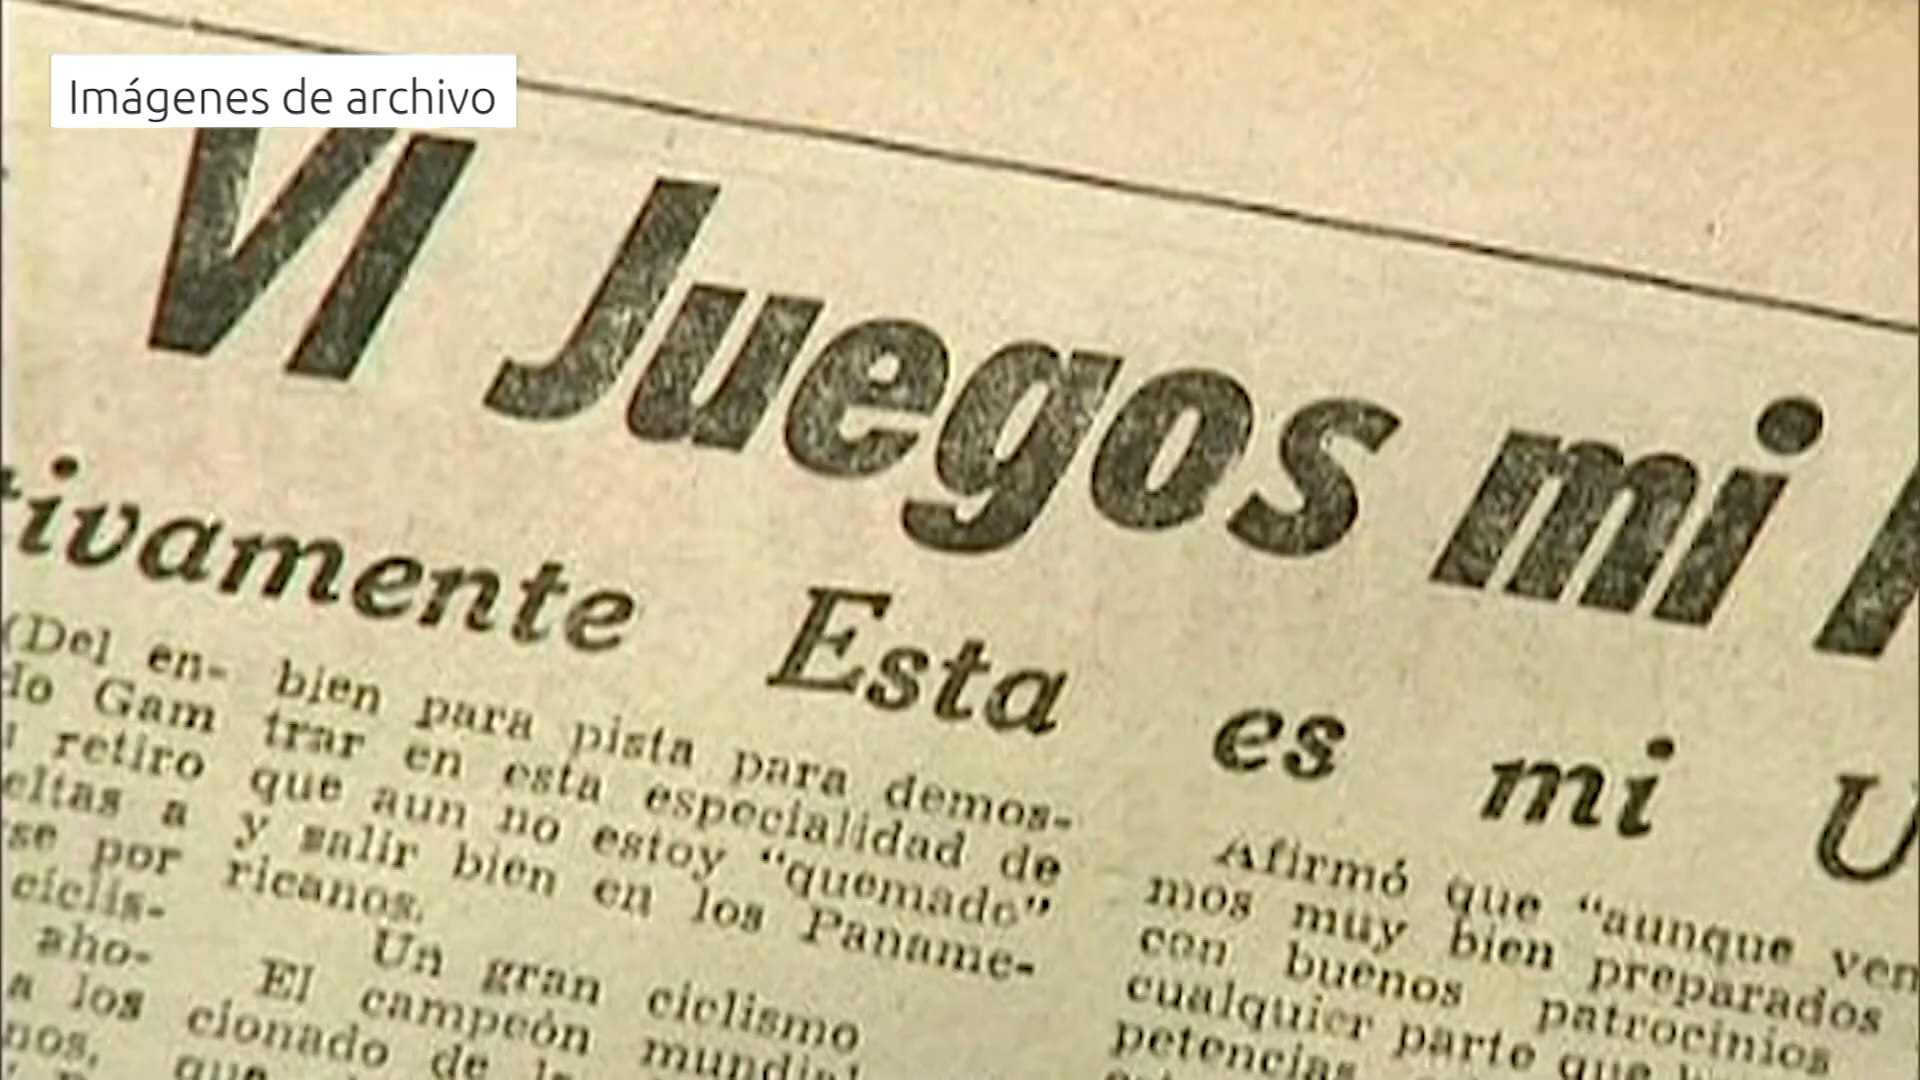 Imágenes de archivo
VI Juegos mi
tivamente Esta es mi U
(Del en-
do Gam
retiro
eltas a
se por
ciclis-
aho-
a los
nos,
bien para pista para demos-
trar en esta especialidad de
que aun no estoy "quemado"
y salir bien en los Paname-
ricanos.
Un gran ciclismo
El campeón mundial
cionado de
que
Afirmó que "aunque ven
mos muy bien preparados
con buenos patrocinios
cualquier parte que
petencias